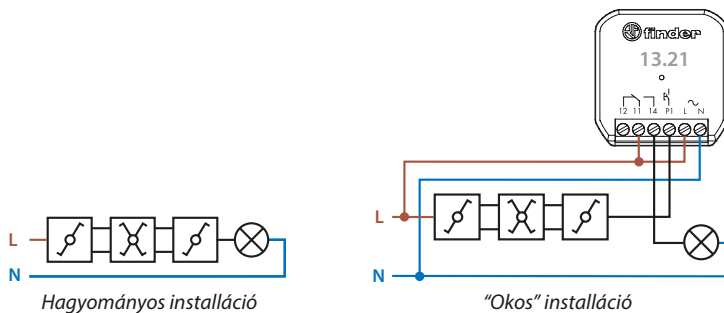 finder
13.21
12 11 14 P1 L N
L
N
Hagyományos installáció
L
N
"Okos" installáció